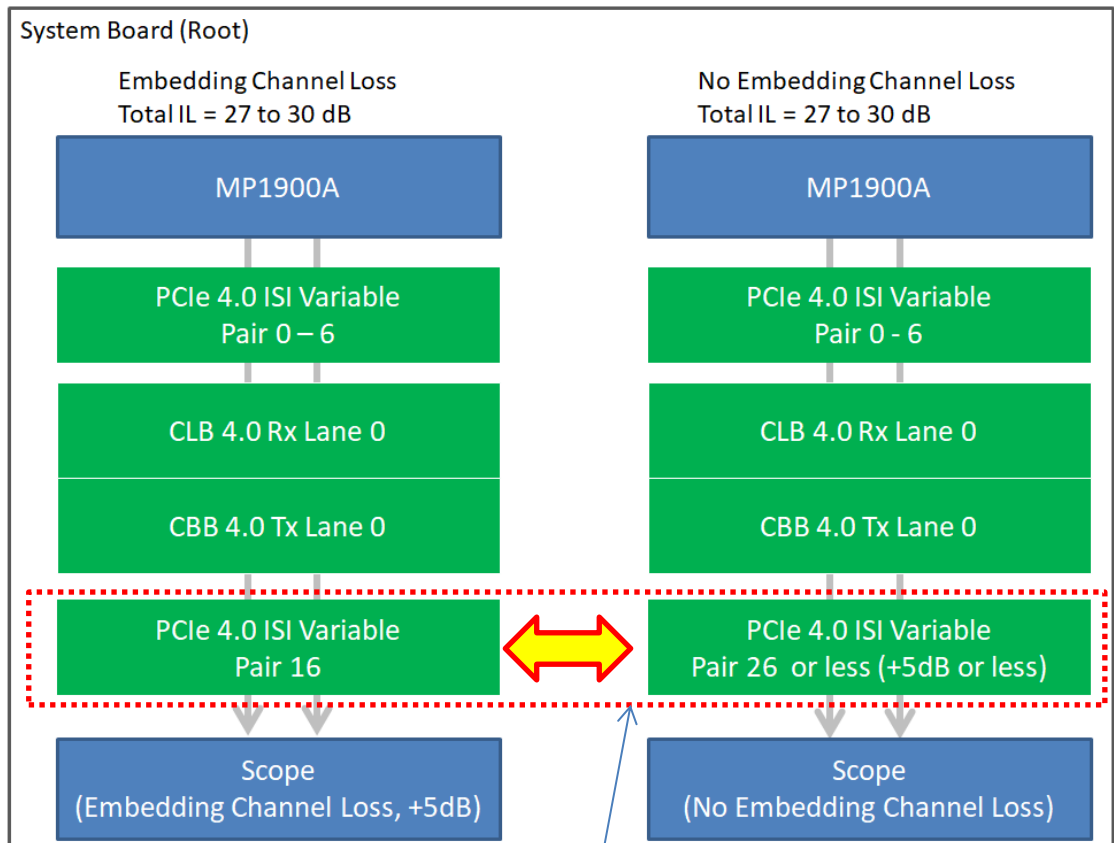 System Board (Root)
Embedding Channel Loss
Total IL = 27 to 30 dB
MP1900A
PCIe 4.0 ISI Variable
Pair 0 – 6
CLB 4.0 Rx Lane 0
CBB 4.0 Tx Lane 0
PCIe 4.0 ISI Variable
Pair 16
Scope
(Embedding Channel Loss, +5dB)
No Embedding Channel Loss
Total IL = 27 to 30 dB
MP1900A
PCIe 4.0 ISI Variable
Pair 0 - 6
CLB 4.0 Rx Lane 0
CBB 4.0 Tx Lane 0
PCIe 4.0 ISI Variable
Pair 26 or less (+5dB or less)
Scope
(No Embedding Channel Loss)